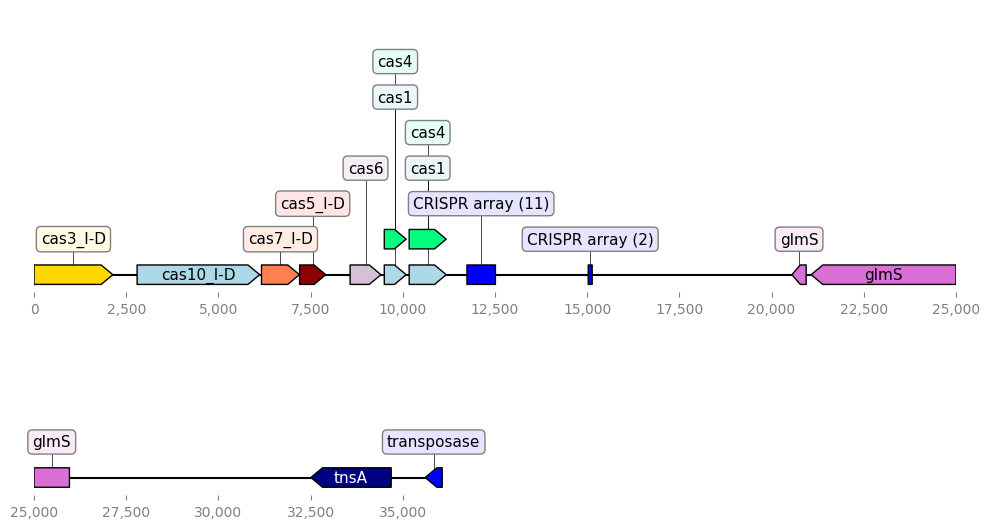 cas4
cas1
cas4
cas6
cas1
cas5_I-D
CRISPR array (11)
cas3_I-D
cas7_I-D
CRISPR array (2)
glmS
cas10_I-D
glmS
0
2,500
5,000
7,500
10,000
12,500
15,000
17,500
20,000
22,500
25,000
glmS
transposase
tnsA
25,000
27,500
30,000
32,500
35,000